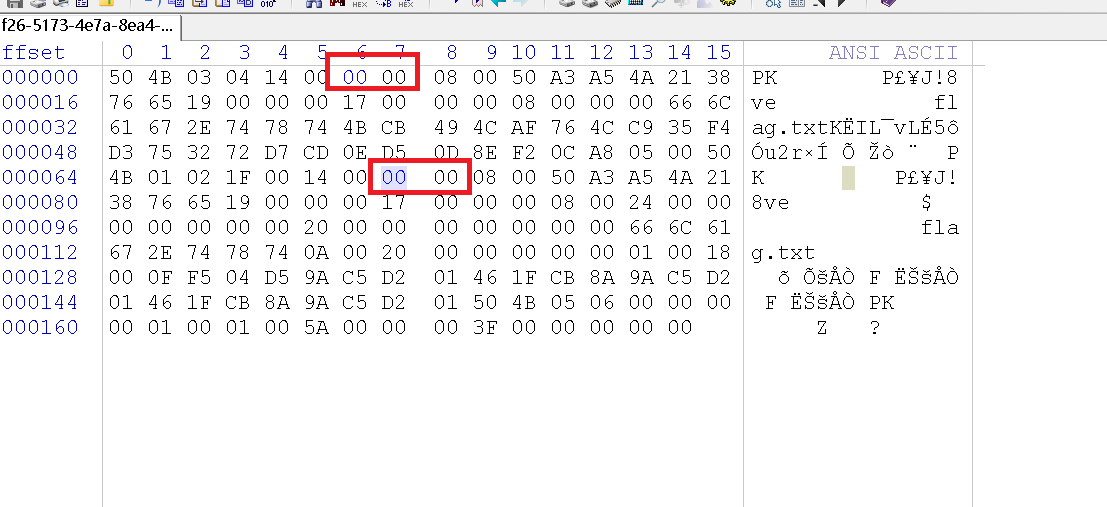 f26-5173-4e7a-8ea4-...
ffset 0 1 2 3 4 5 6 7 8 9 10 11 12 13 14 15 ANSI ASCII
000000 50 4B 03 04 14 00 00 00 08 00 50 A3 A5 4A 21 38 PK P£¥J!8
000016 76 65 19 00 00 00 17 00 00 00 08 00 00 00 66 6C ve fl
000032 61 67 2E 74 78 74 4B CB 49 4C AF 76 4C C9 35 F4 ag.txtKËIL¯vLÉ5ô
000048 D3 75 32 72 D7 CD 0E D5 0D 8E F2 0C A8 05 00 50 Óu2r×Í Õ Žò ¨ P
000064 4B 01 02 1F 00 14 00 00 00 08 00 50 A3 A5 4A 21 K P£¥J!
000080 38 76 65 19 00 00 00 17 00 00 00 08 00 24 00 00 8ve $
000096 00 00 00 00 00 20 00 00 00 00 00 00 00 66 6C 61 fla
000112 67 2E 74 78 74 0A 00 20 00 00 00 00 00 01 00 18 g.txt
000128 00 0F F5 04 D5 9A C5 D2 01 46 1F CB 8A 9A C5 D2 õ ÕšÅÒ F ËŠšÅÒ
000144 01 46 1F CB 8A 9A C5 D2 01 50 4B 05 06 00 00 00 F ËŠšÅÒ PK
000160 00 01 00 01 00 5A 00 00 00 3F 00 00 00 00 00 Z ?